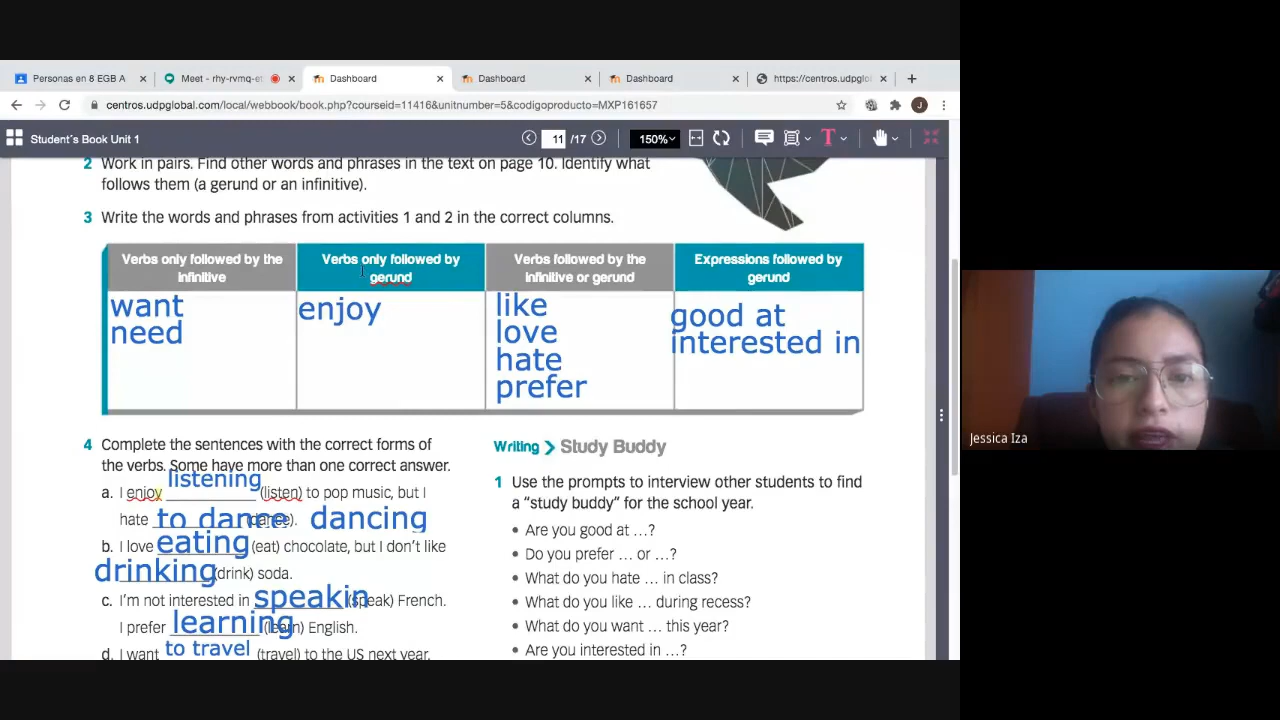 Personas en 8 EGB A
Meet - rhy-rvmq-et
Dashboard
Dashboard
Dashboard
https://centros.udpglol
centros.udpglobal.com/local/webbook/book.php?courseid=11416&unitnumber=5&codigoproducto=MXP161657
J
Student´s Book Unit 1
11 /17
150%
T
2 Work in pairs. Find other words and phrases in the text on page 10. Identify what
follows them (a gerund or an infinitive).
3 Write the words and phrases from activities 1 and 2 in the correct columns.
Verbs only followed by the
infinitive
Verbs only followed by
gerund
Verbs followed by the
infinitive or gerund
Expressions followed by
gerund
want
need
enjoy
like
love
hate
prefer
good at
interested in
4 Complete the sentences with the correct forms of
the verbs. Some have more than one correct answer.
a. I enjoy listening (listen) to pop music, but I
hate to dance (dance). dancing
b. I love eating (eat) chocolate, but I don't like
drinking (drink) soda.
c. I'm not interested in speakin (speak) French.
I prefer learning (learn) English.
d. I want to travel (travel) to the US next year.
Writing > Study Buddy
1 Use the prompts to interview other students to find
a “study buddy” for the school year.
• Are you good at ...?
• Do you prefer ... or ...?
• What do you hate ... in class?
• What do you like ... during recess?
• What do you want ... this year?
• Are you interested in ...?
Jessica Iza